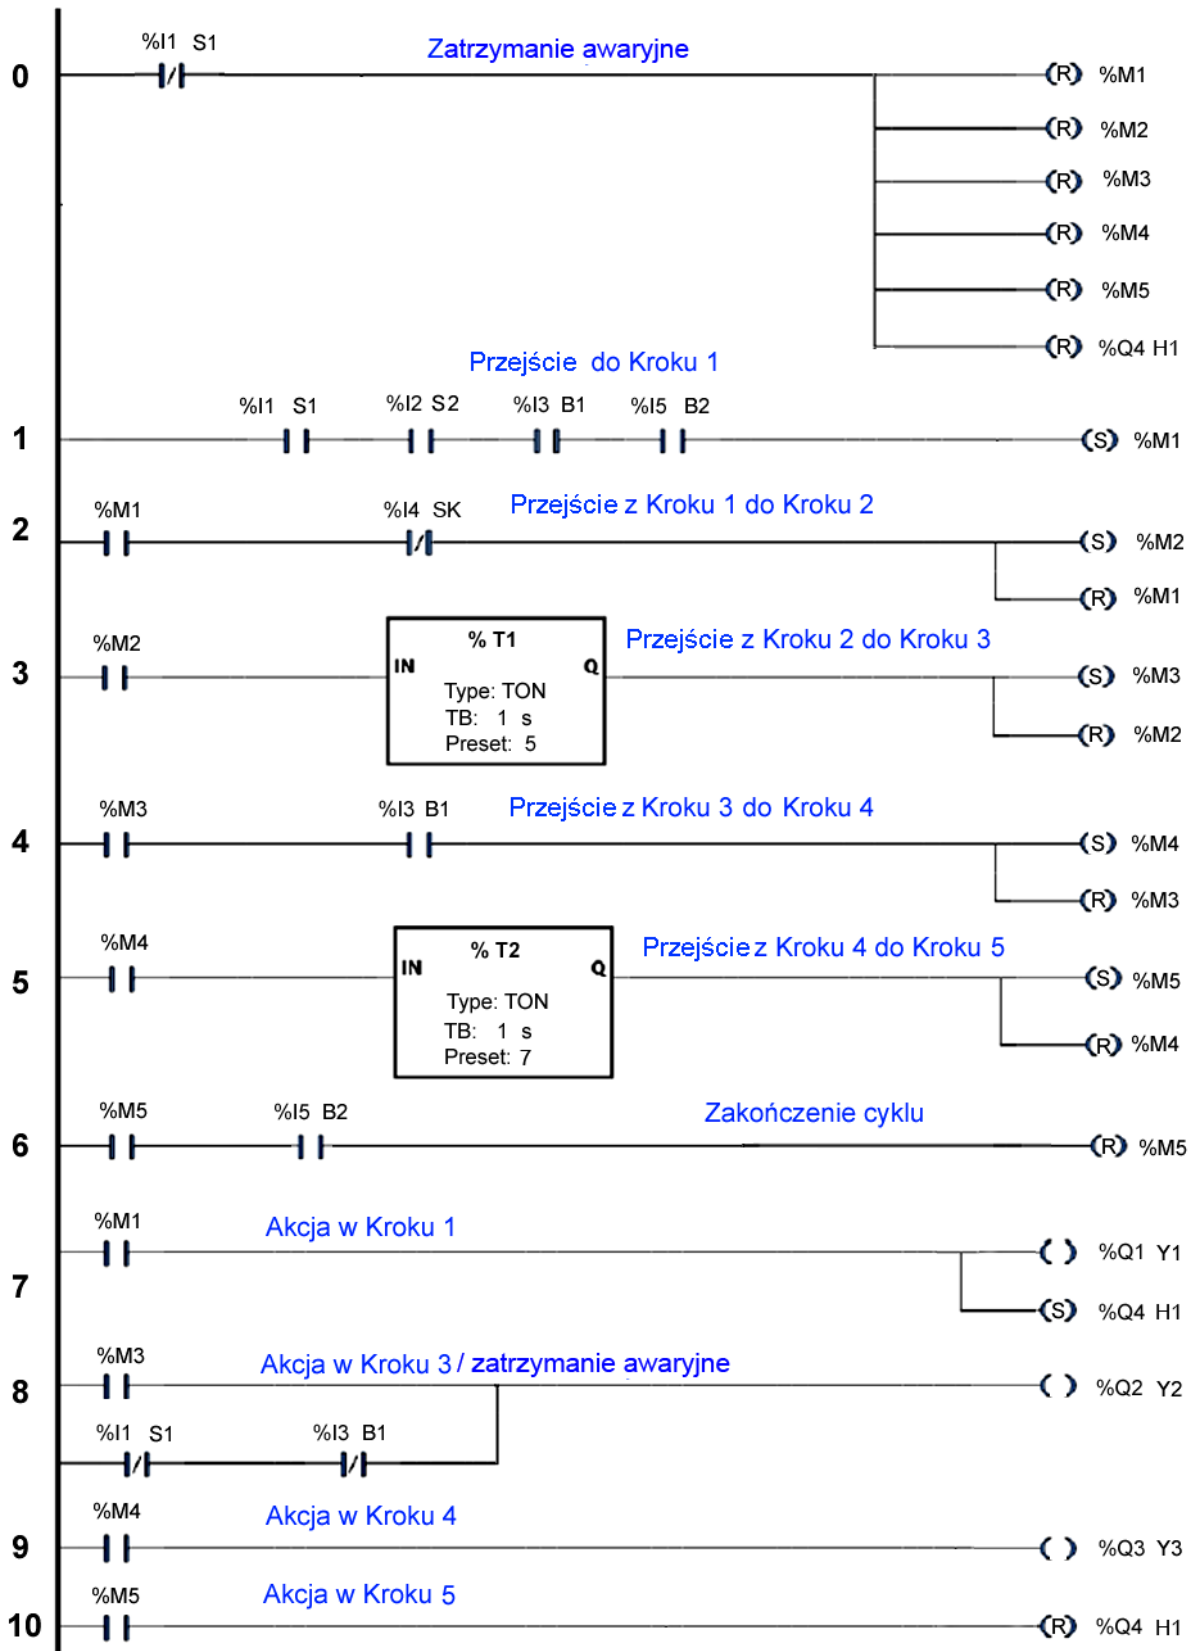 %I1 S1 Zatrzymanie awaryjne
0 (R) %M1
(R) %M2
(R) %M3
(R) %M4
(R) %M5
(R) %Q4 H1
Przejście do Kroku 1
%I1 S1 %I2 S2 %I3 B1 %I5 B2
1 (S) %M1
%M1 %I4 SK Przejście z Kroku 1 do Kroku 2
2 (S) %M2
(R) %M1
%M2 % T1 Przejście z Kroku 2 do Kroku 3
3 IN Q (S) %M3
Type: TON
TB: 1 s
(R) %M2
Preset: 5
%M3 %I3 B1 Przejście z Kroku 3 do Kroku 4
4 (S) %M4
(R) %M3
%M4 % T2 Przejście z Kroku 4 do Kroku 5
5 IN Q (S) %M5
Type: TON
TB: 1 s
(R) %M4
Preset: 7
%M5 %I5 B2 Zakończenie cyklu
6 (R) %M5
%M1 Akcja w Kroku 1
( ) %Q1 Y1
7
(S) %Q4 H1
%M3 Akcja w Kroku 3 / zatrzymanie awaryjne
8 ( ) %Q2 Y2
%I1 S1 %I3 B1
%M4 Akcja w Kroku 4
9 ( ) %Q3 Y3
%M5 Akcja w Kroku 5
10 (R) %Q4 H1